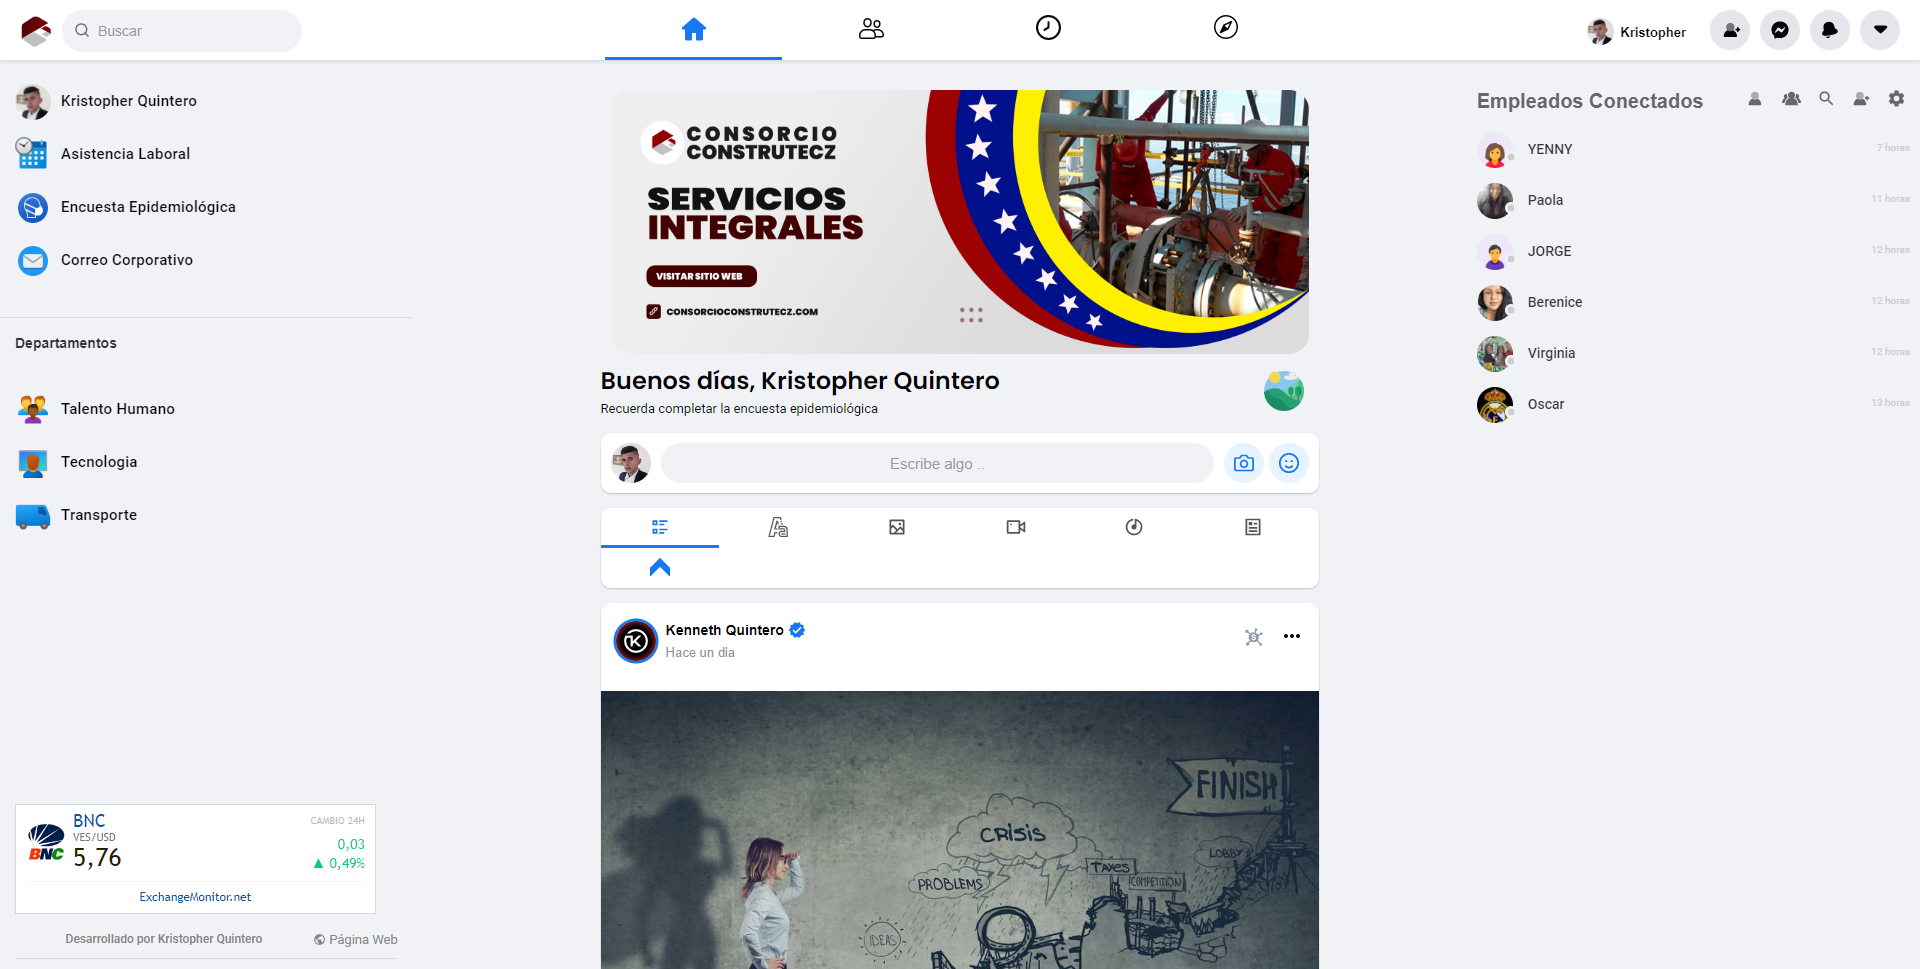 Buscar
Kristopher
Kristopher Quintero
Asistencia Laboral
Encuesta Epidemiológica
Correo Corporativo
Departamentos
Talento Humano
Tecnologia
Transporte
BNC
BNC
VES/USD
5,76
CAMBIO 24H
0,03
▲ 0,49%
ExchangeMonitor.net
Desarrollado por Kristopher Quintero
Página Web
CONSORCIO
CONSTRUTECZ
SERVICIOS
INTEGRALES
VISITAR SITIO WEB
CONSORCIOCONSTRUTECZ.COM
Buenos días, Kristopher Quintero
Recuerda completar la encuesta epidemiológica
Escribe algo ..
Kenneth Quintero
Hace un dia
FINISH
CRISIS
PROBLEMS
TAXES
COMPETITION
LOBBY
IDEAS
Empleados Conectados
YENNY
7 horas
Paola
11 horas
JORGE
12 horas
Berenice
12 horas
Virginia
12 horas
Oscar
13 horas